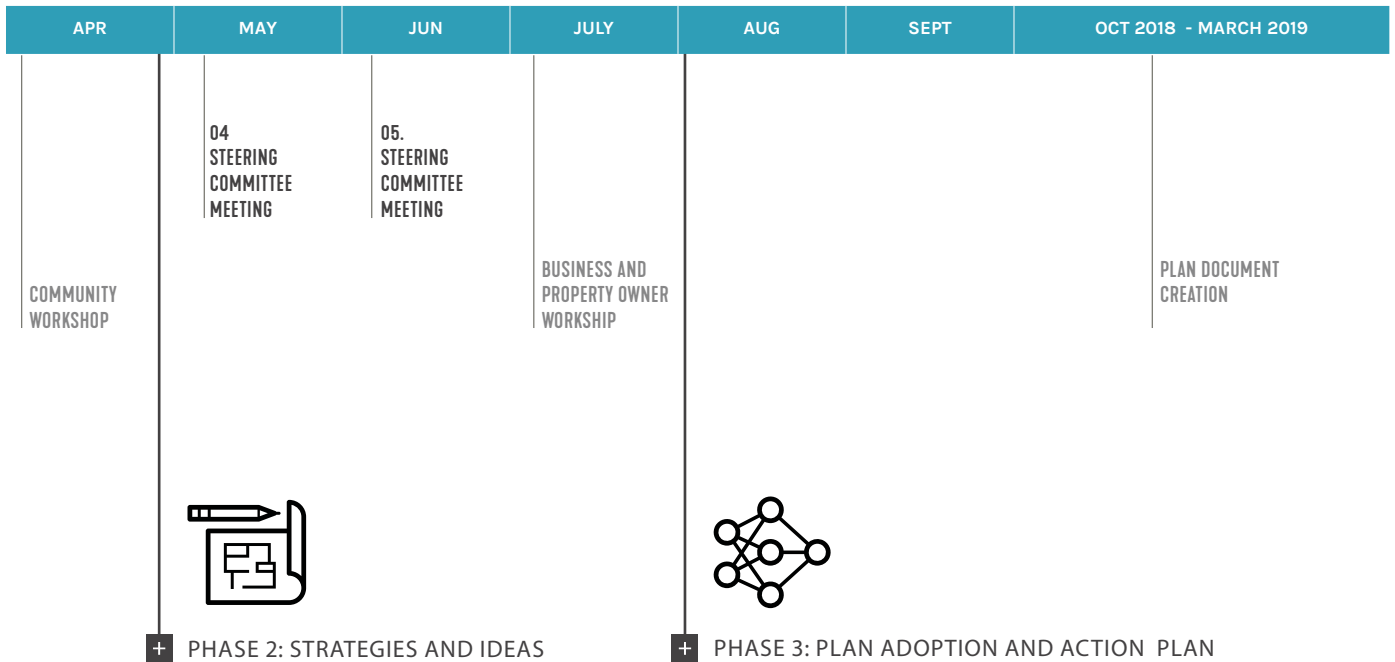 APR
MAY
JUN
JULY
AUG
SEPT
OCT 2018 - MARCH 2019
04
STEERING
COMMITTEE
MEETING
05.
STEERING
COMMITTEE
MEETING
COMMUNITY
WORKSHOP
BUSINESS AND
PROPERTY OWNER
WORKSHIP
PLAN DOCUMENT
CREATION
+ PHASE 2: STRATEGIES AND IDEAS
+ PHASE 3: PLAN ADOPTION AND ACTION PLAN